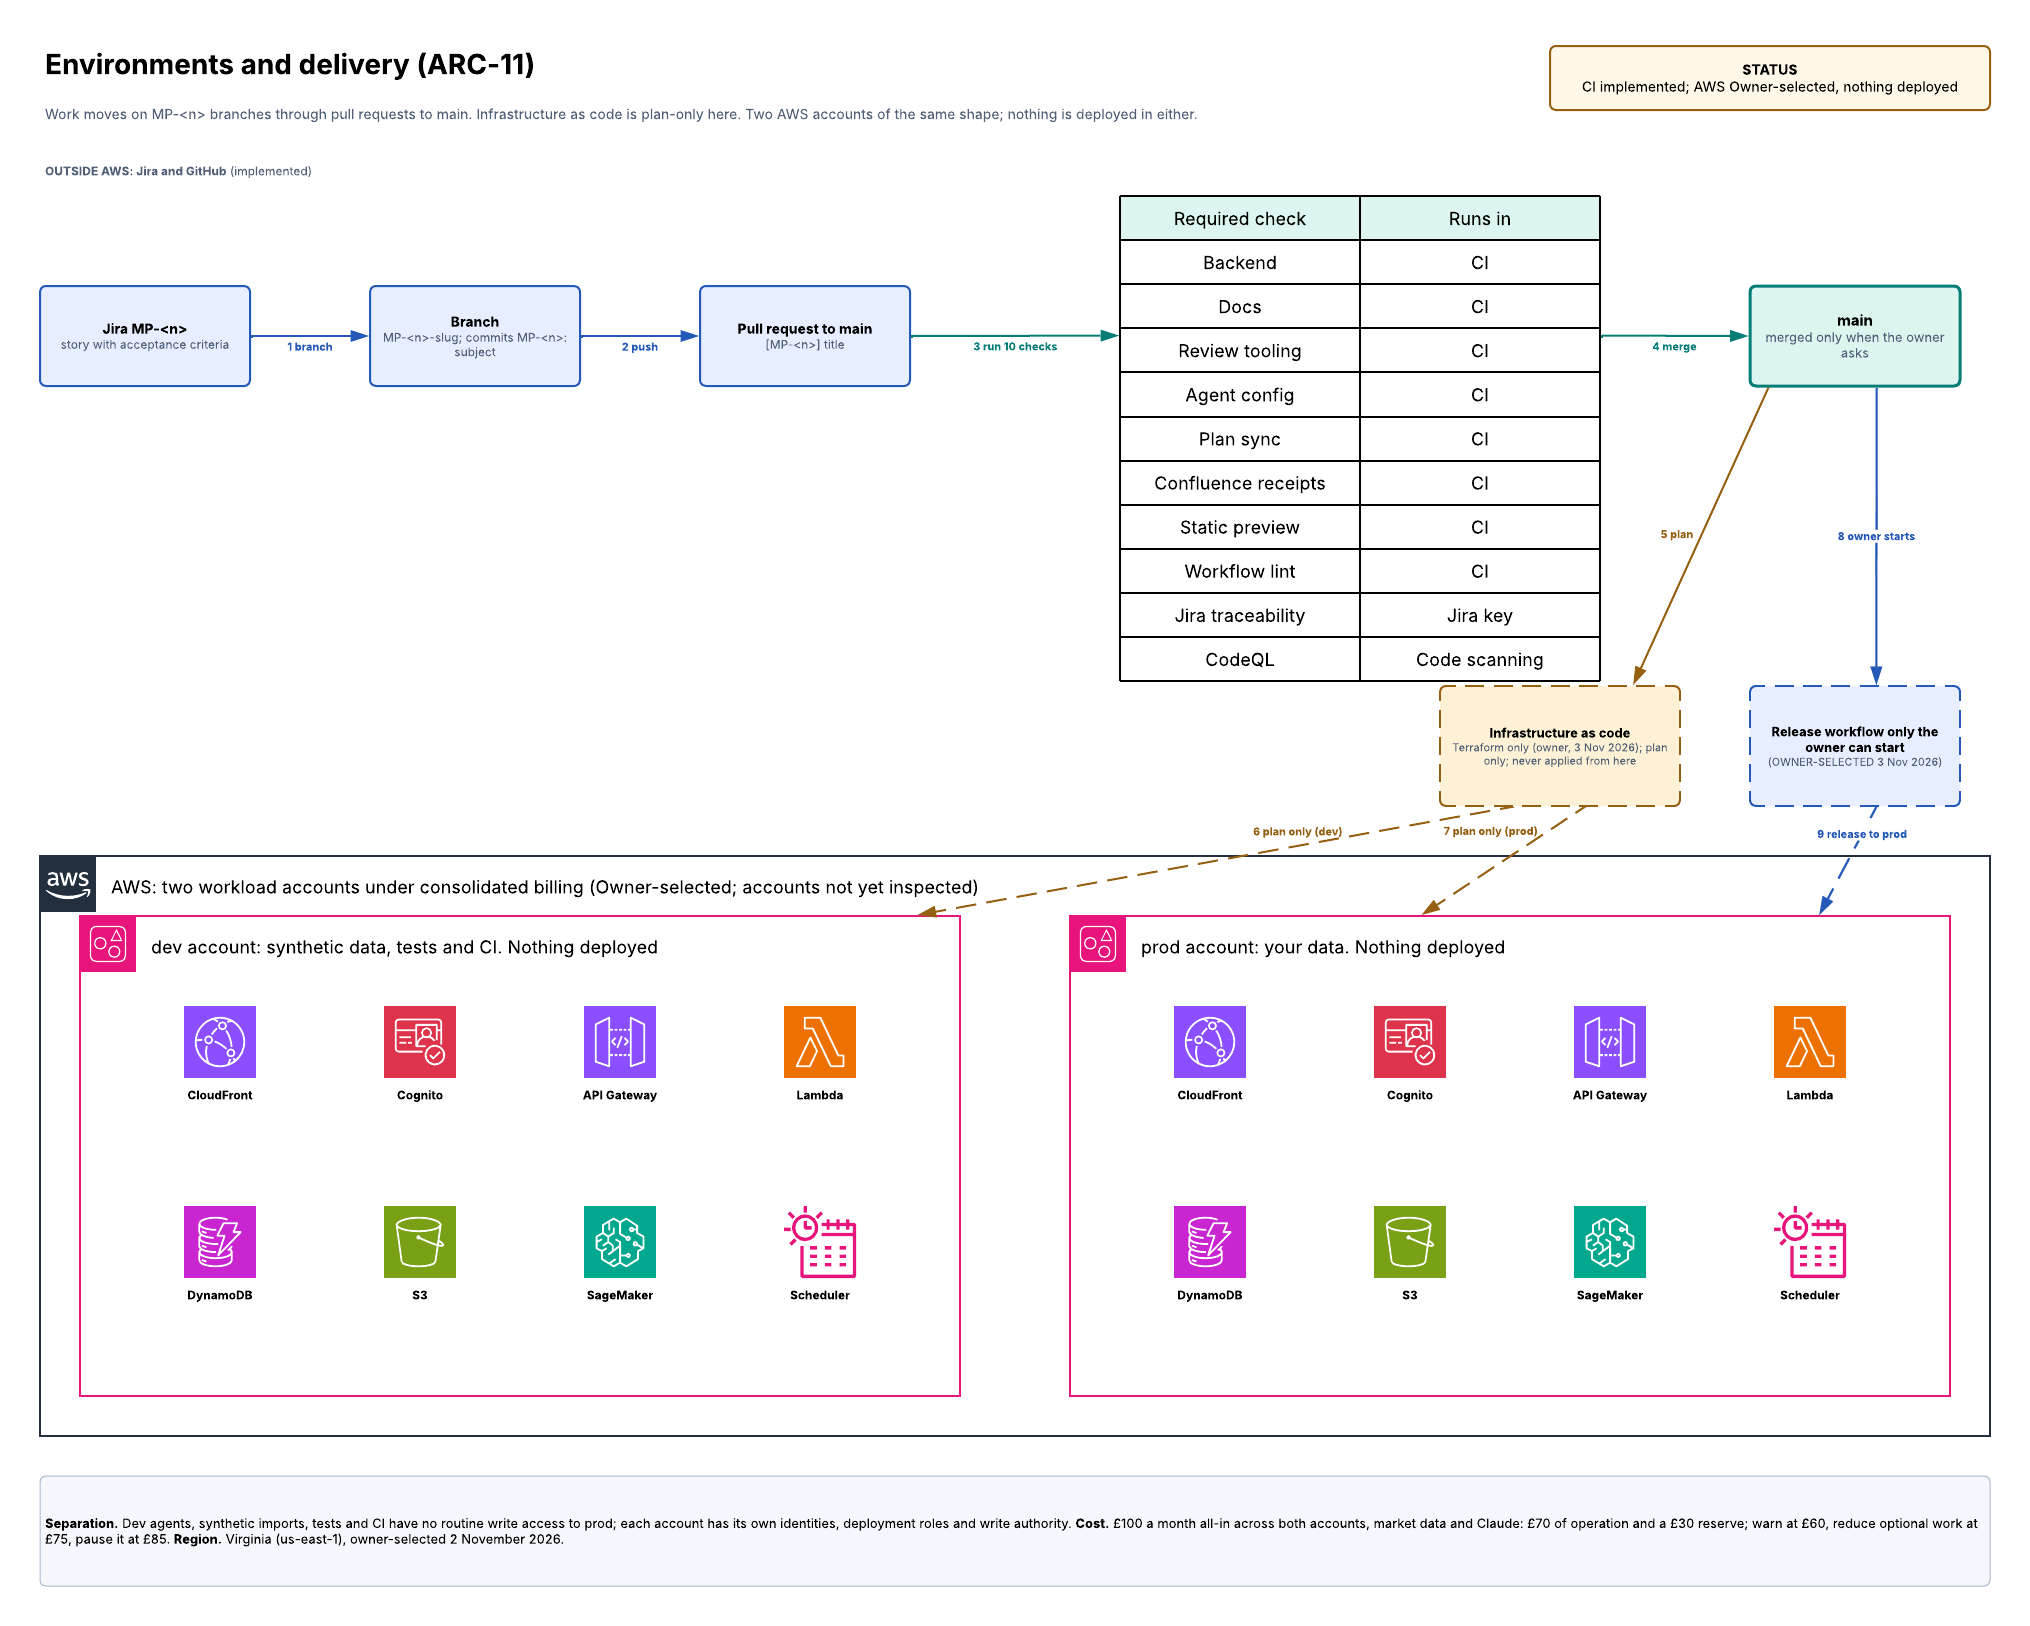 Environments and delivery (ARC-11)
STATUS
CI implemented; AWS Owner-selected, nothing deployed
Work moves on MP-<n> branches through pull requests to main. Infrastructure as code is plan-only here. Two AWS accounts of the same shape; nothing is deployed in either.
OUTSIDE AWS: Jira and GitHub (implemented)
Jira MP-<n>
story with acceptance criteria
1 branch
Branch
MP-<n>-slug; commits MP-<n>:
subject
2 push
Pull request to main
[MP-<n>] title
3 run 10 checks
Required check Runs in
Backend CI
Docs CI
Review tooling CI
Agent config CI
Plan sync CI
Confluence receipts CI
Static preview CI
Workflow lint CI
Jira traceability Jira key
CodeQL Code scanning
4 merge
main
merged only when the owner
asks
5 plan
8 owner starts
Infrastructure as code
Terraform only (owner, 3 Nov 2026); plan
only; never applied from here
Release workflow only the
owner can start
(OWNER-SELECTED 3 Nov 2026)
6 plan only (dev)
7 plan only (prod)
9 release to prod
aws
AWS: two workload accounts under consolidated billing (Owner-selected; accounts not yet inspected)
dev account: synthetic data, tests and CI. Nothing deployed
CloudFront Cognito API Gateway Lambda
DynamoDB S3 SageMaker Scheduler
prod account: your data. Nothing deployed
CloudFront Cognito API Gateway Lambda
DynamoDB S3 SageMaker Scheduler
Separation. Dev agents, synthetic imports, tests and CI have no routine write access to prod; each account has its own identities, deployment roles and write authority. Cost. £100 a month all-in across both accounts, market data and Claude: £70 of operation and a £30 reserve; warn at £60, reduce optional work at
£75, pause it at £85. Region. Virginia (us-east-1), owner-selected 2 November 2026.